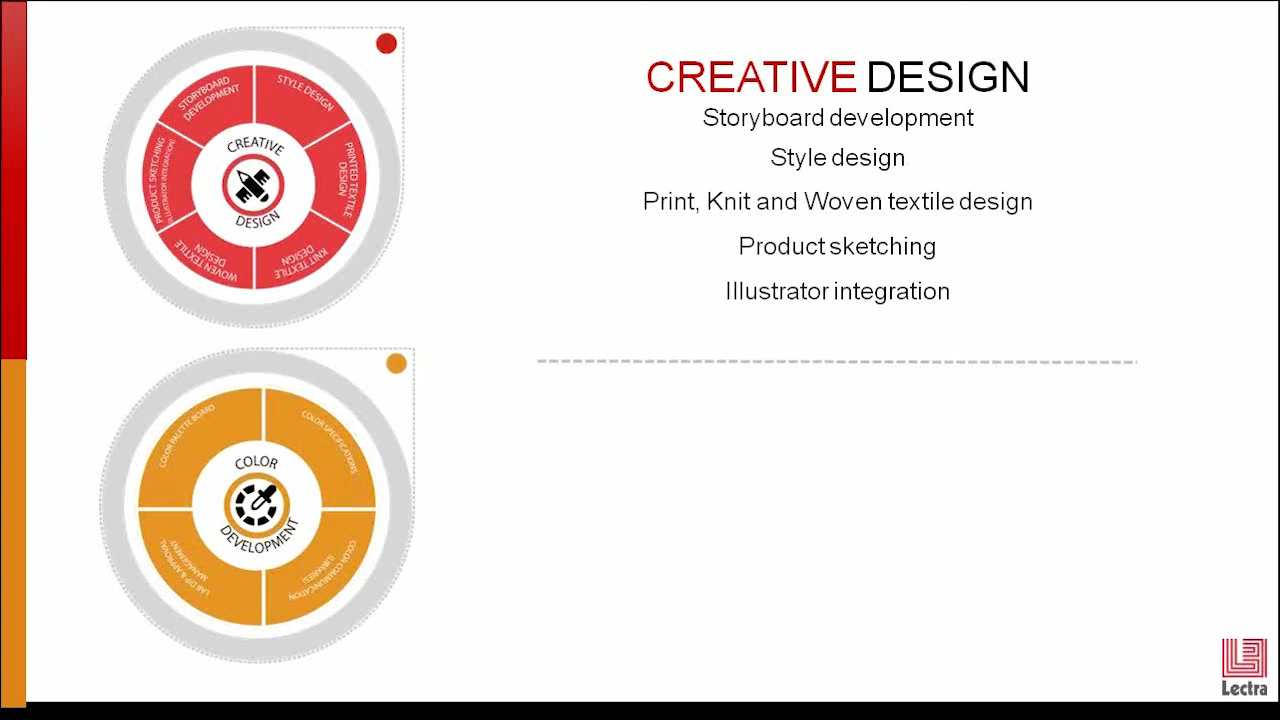 STORYBOARD
DEVELOPMENT
STYLE DESIGN
PRINTED TEXTILE
DESIGN
KNIT TEXTILE
DESIGN
WOVEN TEXTILE
DESIGN
PRODUCT SKETCHING
(ILLUSTRATOR INTEGRATION)
CREATIVE
DESIGN
CREATIVE DESIGN
Storyboard development
Style design
Print, Knit and Woven textile design
Product sketching
Illustrator integration
COLOR PALETTE BOARD
COLOR SPECIFICATIONS
COLOR COMMUNICATION
(LIBRARIES)
LAB DIP & APPROVAL
MANAGEMENT
COLOR
DEVELOPMENT
Lectra